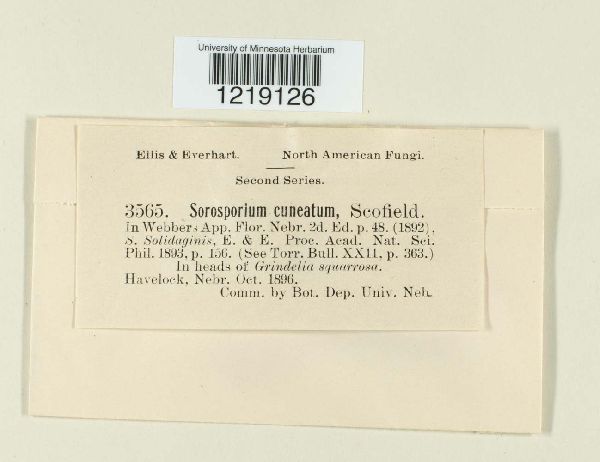 University of Minnesota Herbarium
1219126
Ellis & Everhart. North American Fungi.
Second Series.
3565. Sorosporium cuneatum, Scofield.
In Webbers App. Flor. Nebr. 2d. Ed. p. 48. (1892),
S. Solidaginis, E. & E. Proc. Acad. Nat. Sci.
Phil. 1893, p. 156. (See Torr. Bull. XXII, p. 363.)
In heads of Grindelia squarrosa.
Havelock, Nebr. Oct. 1896.
Comm. by Bot. Dep. Univ. Neb.